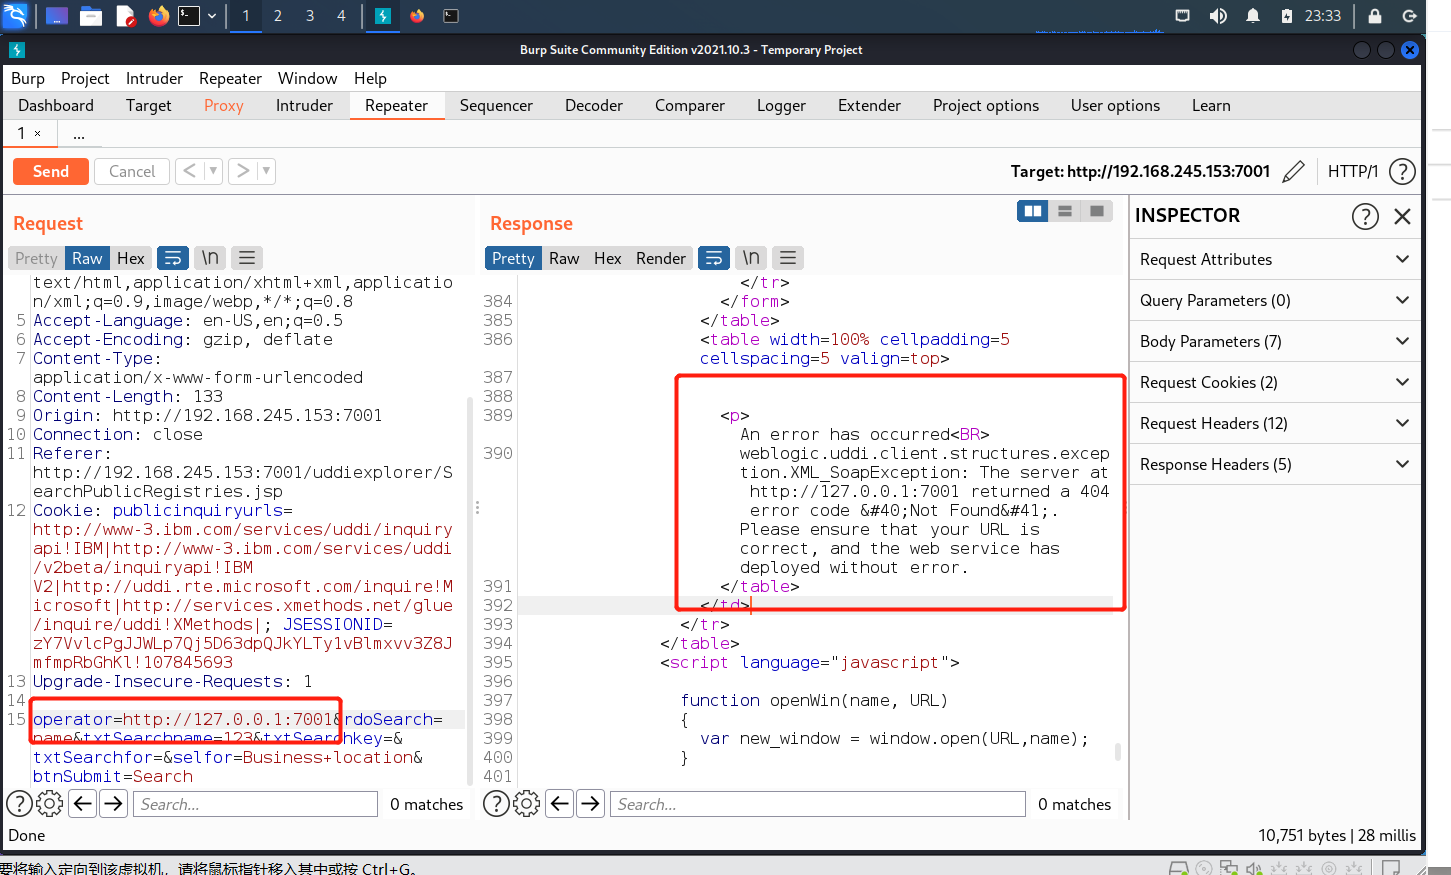 1 2 3 4 23:33
Burp Suite Community Edition v2021.10.3 - Temporary Project
Burp Project Intruder Repeater Window Help
Dashboard Target Proxy Intruder Repeater Sequencer Decoder Comparer Logger Extender Project options User options Learn
1 × ...
Send Cancel < > Target: http://192.168.245.153:7001 HTTP/1 ?
Request
Pretty Raw Hex \n
text/html,application/xhtml+xml,applicatio
n/xml;q=0.9,image/webp,*/*;q=0.8
5 Accept-Language: en-US,en;q=0.5
6 Accept-Encoding: gzip, deflate
7 Content-Type:
application/x-www-form-urlencoded
8 Content-Length: 133
9 Origin: http://192.168.245.153:7001
10 Connection: close
11 Referer:
http://192.168.245.153:7001/uddiexplorer/S
earchPublicRegistries.jsp
12 Cookie: publicinquiryurls=
http://www-3.ibm.com/services/uddi/inquiry
api!IBM|http://www-3.ibm.com/services/uddi
/v2beta/inquiryapi!IBM
V2|http://uddi.rte.microsoft.com/inquire!M
icrosoft|http://services.xmethods.net/glue
/inquire/uddi!XMethods|; JSESSIONID=
zY7VvlcPgJJWLp7Qj5D63dpQJkYLTy1vBlmxvv3Z8J
mfmpRbGhKl!107845693
13 Upgrade-Insecure-Requests: 1
14
15 operator=http://127.0.0.1:7001&rdoSearch=
name&txtSearchname=123&txtSearchkey=&
txtSearchfor=&selfor=Business+location&
btnSubmit=Search
? Search... 0 matches
Response
Pretty Raw Hex Render \n
</tr>
384 </form>
385 </table>
386 <table width=100% cellpadding=5
cellspacing=5 valign=top>
387
388
389 <p>
An error has occurred<BR>
390 weblogic.uddi.client.structures.excep
tion.XML_SoapException: The server at
http://127.0.0.1:7001 returned a 404
error code &#40;Not Found&#41;.
Please ensure that your URL is
correct, and the web service has
deployed without error.
391 </table>
392 </td>
393 </tr>
394 </table>
395 <script language="javascript">
396
397 function openWin(name, URL)
398 {
399 var new_window = window.open(URL,name);
400 }
401
? Search... 0 matches
INSPECTOR ?
Request Attributes
Query Parameters (0)
Body Parameters (7)
Request Cookies (2)
Request Headers (12)
Response Headers (5)
Done 10,751 bytes | 28 millis
要将输入定向到该虚拟机，请将鼠标指针移入其中或按 Ctrl+G。